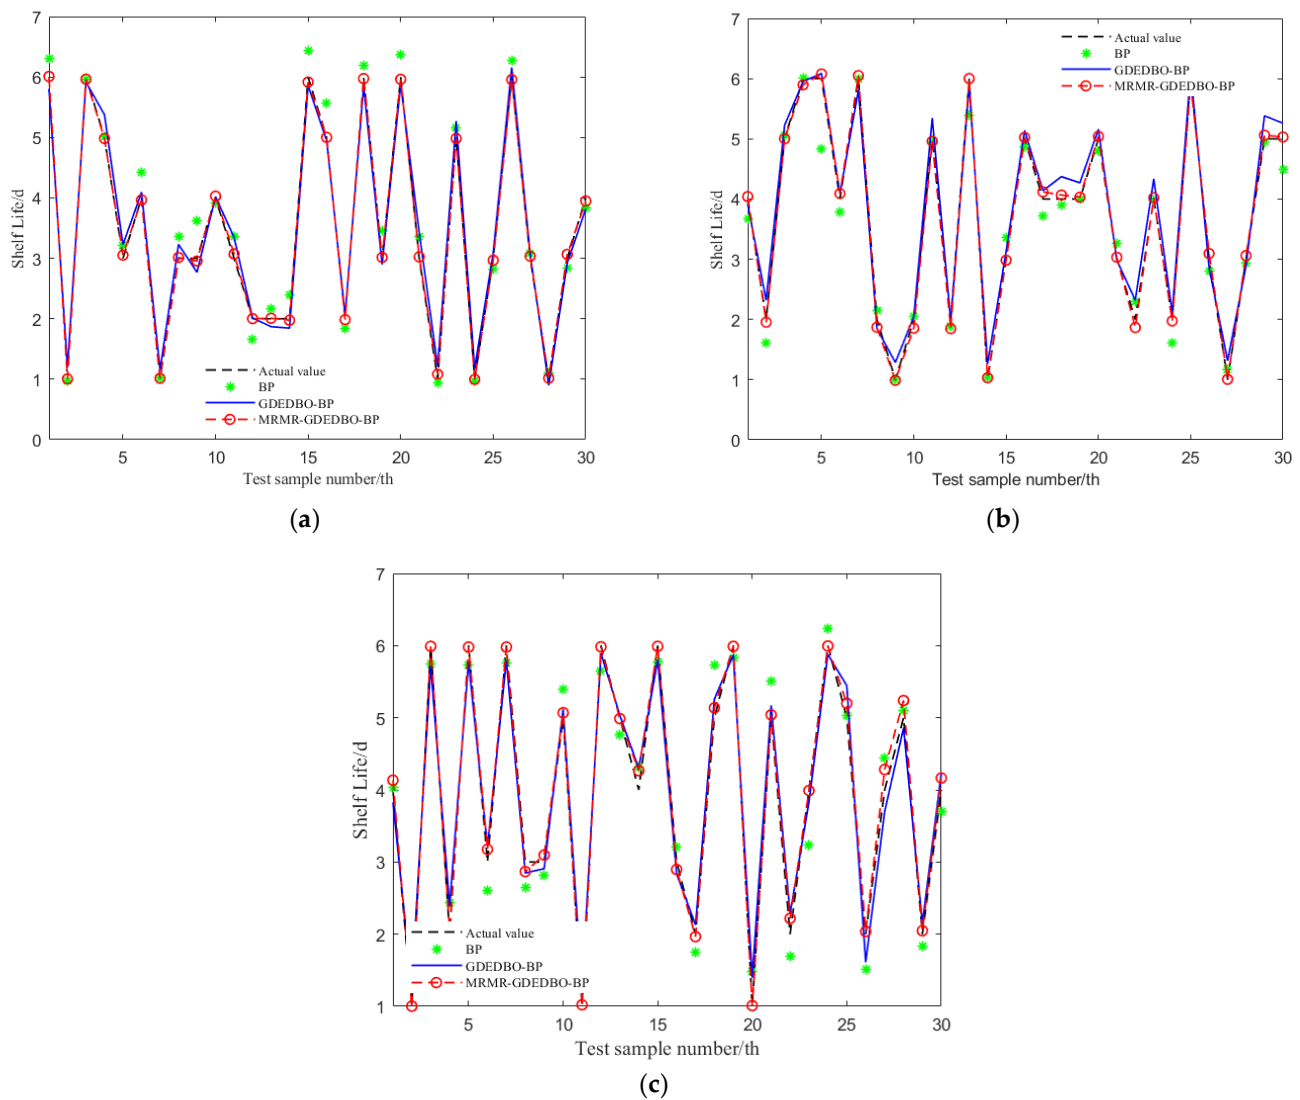 7
6
5
4
3
2
1
0
Shelf Life/d
Actual value
BP
GDEDBO-BP
MRMR-GDEDBO-BP
5 10 15 20 25 30
Test sample number/th
(a)
7
6
5
4
3
2
1
0
Shelf Life/d
Actual value
BP
GDEDBO-BP
MRMR-GDEDBO-BP
5 10 15 20 25 30
Test sample number/th
(b)
7
6
5
4
3
2
1
Shelf Life/d
Actual value
BP
GDEDBO-BP
MRMR-GDEDBO-BP
5 10 15 20 25 30
Test sample number/th
(c)